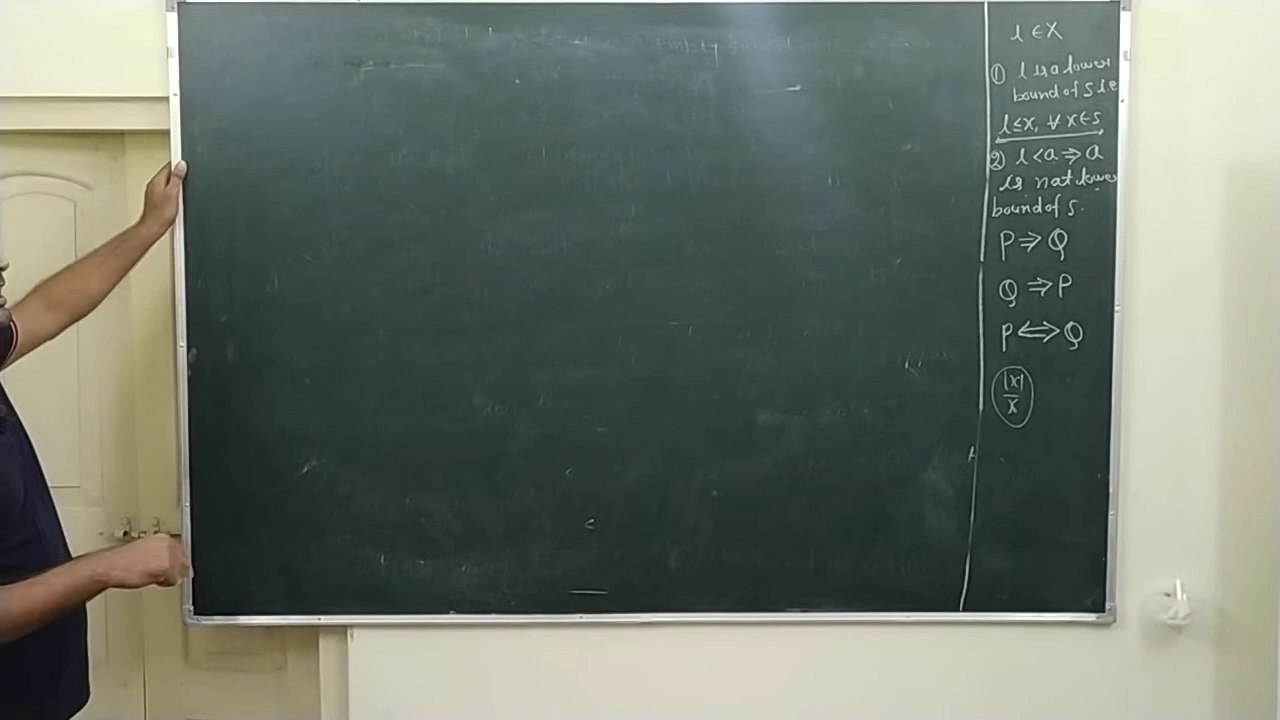 l ∈ X
① l is a lower
bound of S i.e
l ≤ x, ∀ x ∈ S
② l < a ⇒ a
is not lower
bound of S.
P ⇒ Q
Q ⇒ P
P ⇔ Q
|x|
x